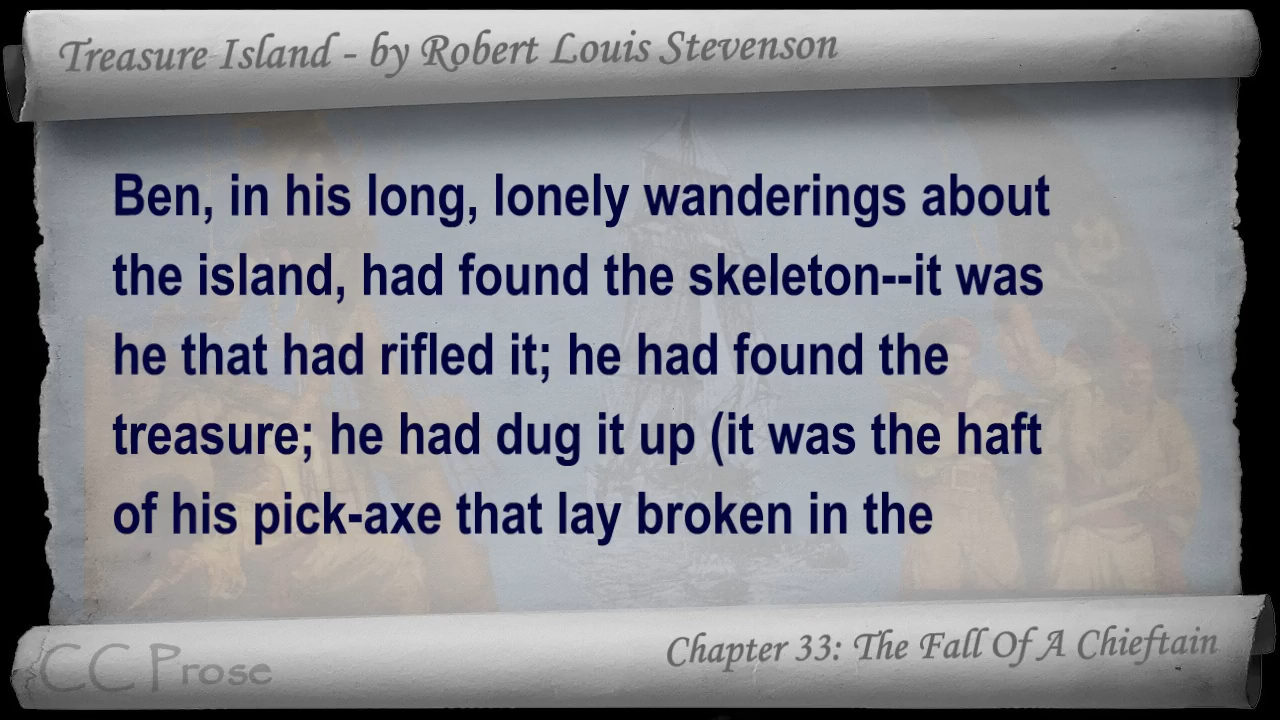 Treasure Island - by Robert Louis Stevenson
Ben, in his long, lonely wanderings about
the island, had found the skeleton--it was
he that had rifled it; he had found the
treasure; he had dug it up (it was the haft
of his pick-axe that lay broken in the
CC Prose
Chapter 33: The Fall Of A Chieftain